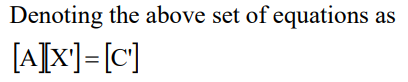 Denoting the above set of equations as
[A][X']=[C']